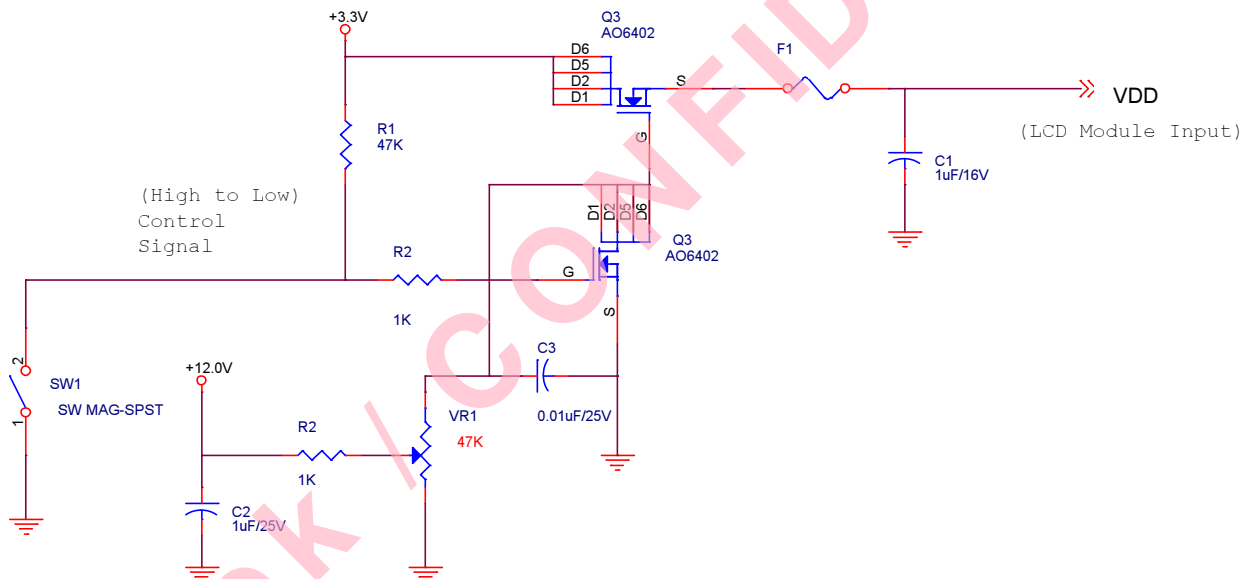 +3.3V
Q3
AO6402
D6
D5
D2
D1
S
G
F1
VDD
(LCD Module Input)
R1
47K
C1
1uF/16V
(High to Low)
Control
Signal
D1
D2
D5
D6
Q3
AO6402
G
S
R2
1K
C3
0.01uF/25V
2
1
SW1
SW MAG-SPST
+12.0V
R2
1K
VR1
47K
C2
1uF/25V
ok / CONFID